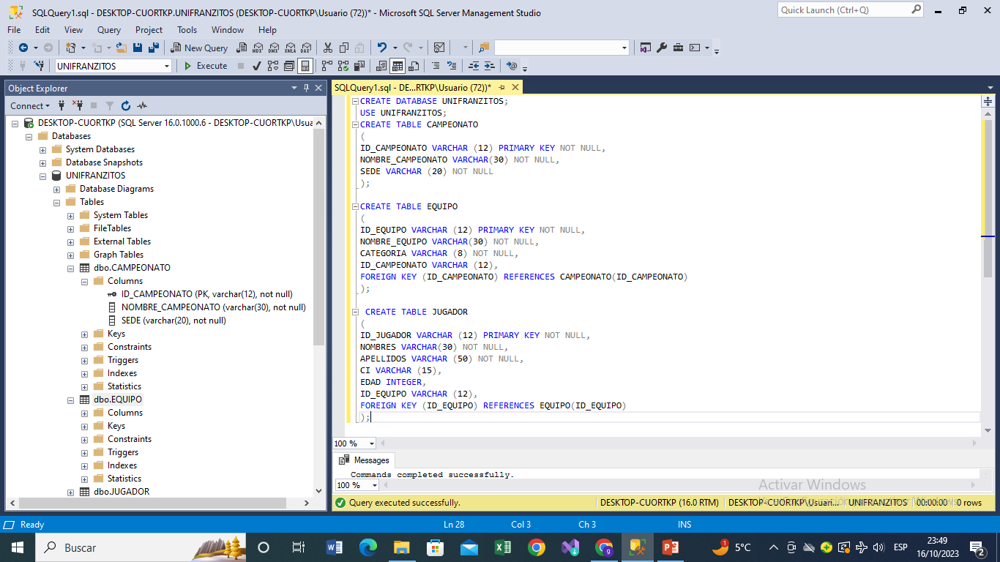 SQLQuery1.sql - DESKTOP-CUORTKP.UNIFRANZITOS (DESKTOP-CUORTKP\Usuario (72))* - Microsoft SQL Server Management Studio
Quick Launch (Ctrl+Q)
File Edit View Query Project Tools Window Help
New Query
MDX DMX XMLA DAX
UNIFRANZITOS
Execute
Object Explorer
Connect
DESKTOP-CUORTKP (SQL Server 16.0.1000.6 - DESKTOP-CUORTKP\Usua
Databases
System Databases
Database Snapshots
UNIFRANZITOS
Database Diagrams
Tables
System Tables
FileTables
External Tables
Graph Tables
dbo.CAMPEONATO
Columns
ID_CAMPEONATO (PK, varchar(12), not null)
NOMBRE_CAMPEONATO (varchar(30), not null)
SEDE (varchar(20), not null)
Keys
Constraints
Triggers
Indexes
Statistics
dbo.EQUIPO
Columns
Keys
Constraints
Triggers
Indexes
Statistics
dbo.JUGADOR
SQLQuery1.sql - DE...RTKP\Usuario (72))*
CREATE DATABASE UNIFRANZITOS;
USE UNIFRANZITOS;
CREATE TABLE CAMPEONATO
(
ID_CAMPEONATO VARCHAR (12) PRIMARY KEY NOT NULL,
NOMBRE_CAMPEONATO VARCHAR(30) NOT NULL,
SEDE VARCHAR (20) NOT NULL
);
CREATE TABLE EQUIPO
(
ID_EQUIPO VARCHAR (12) PRIMARY KEY NOT NULL,
NOMBRE_EQUIPO VARCHAR(30) NOT NULL,
CATEGORIA VARCHAR (8) NOT NULL,
ID_CAMPEONATO VARCHAR (12),
FOREIGN KEY (ID_CAMPEONATO) REFERENCES CAMPEONATO(ID_CAMPEONATO)
);
CREATE TABLE JUGADOR
(
ID_JUGADOR VARCHAR (12) PRIMARY KEY NOT NULL,
NOMBRES VARCHAR(30) NOT NULL,
APELLIDOS VARCHAR (50) NOT NULL,
CI VARCHAR (15),
EDAD INTEGER,
ID_EQUIPO VARCHAR (12),
FOREIGN KEY (ID_EQUIPO) REFERENCES EQUIPO(ID_EQUIPO)
);
100 %
Messages
Commands completed successfully.
100 %
Activar Windows
Query executed successfully.
DESKTOP-CUORTKP (16.0 RTM) DESKTOP-CUORTKP\Usuari... UNIFRANZITOS 00:00:00 0 rows
Ready
Ln 28 Col 3 Ch 3 INS
Buscar
5°C
ESP
23:49
16/10/2023
2